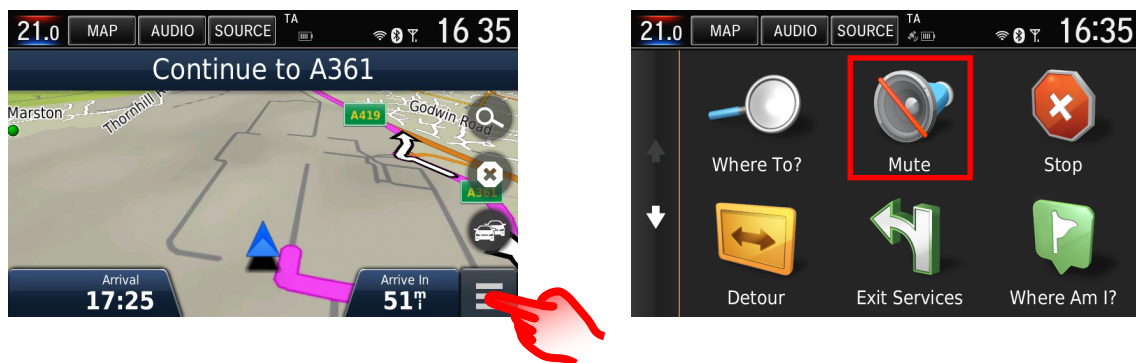 21.0 MAP AUDIO SOURCE TA 16 35
Continue to A361
Marston
Thornhill R
A419
Godwin Road
A361
Arrival
17:25
Arrive In
51m
21.0 MAP AUDIO SOURCE TA 16:35
Where To?
Mute
Stop
Detour
Exit Services
Where Am I?